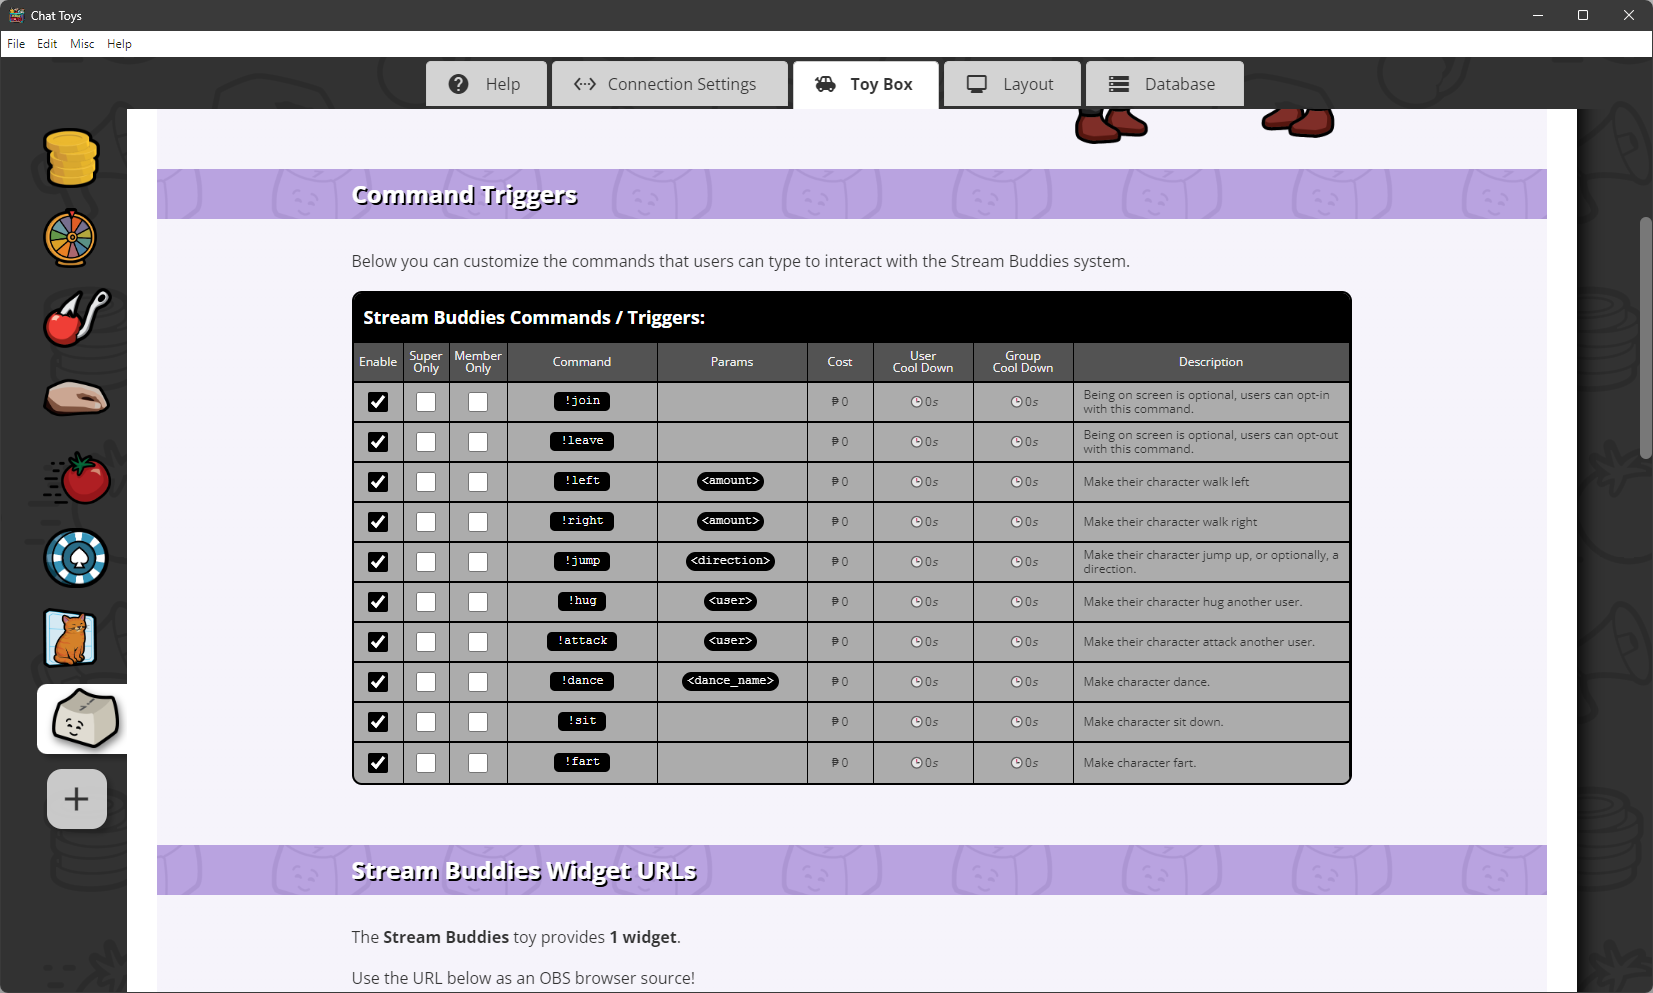 Chat Toys
File Edit Misc Help
Help
Connection Settings
Toy Box
Layout
Database
Command Triggers
Below you can customize the commands that users can type to interact with the Stream Buddies system.
Stream Buddies Commands / Triggers:
Enable Super Only Member Only Command Params Cost User Cool Down Group Cool Down Description
!join ₱ 0 0s 0s Being on screen is optional, users can opt-in
with this command.
!leave ₱ 0 0s 0s Being on screen is optional, users can opt-out
with this command.
!left <amount> ₱ 0 0s 0s Make their character walk left
!right <amount> ₱ 0 0s 0s Make their character walk right
!jump <direction> ₱ 0 0s 0s Make their character jump up, or optionally, a
direction.
!hug <user> ₱ 0 0s 0s Make their character hug another user.
!attack <user> ₱ 0 0s 0s Make their character attack another user.
!dance <dance_name> ₱ 0 0s 0s Make character dance.
!sit ₱ 0 0s 0s Make character sit down.
!fart ₱ 0 0s 0s Make character fart.
Stream Buddies Widget URLs
The Stream Buddies toy provides 1 widget.
Use the URL below as an OBS browser source!